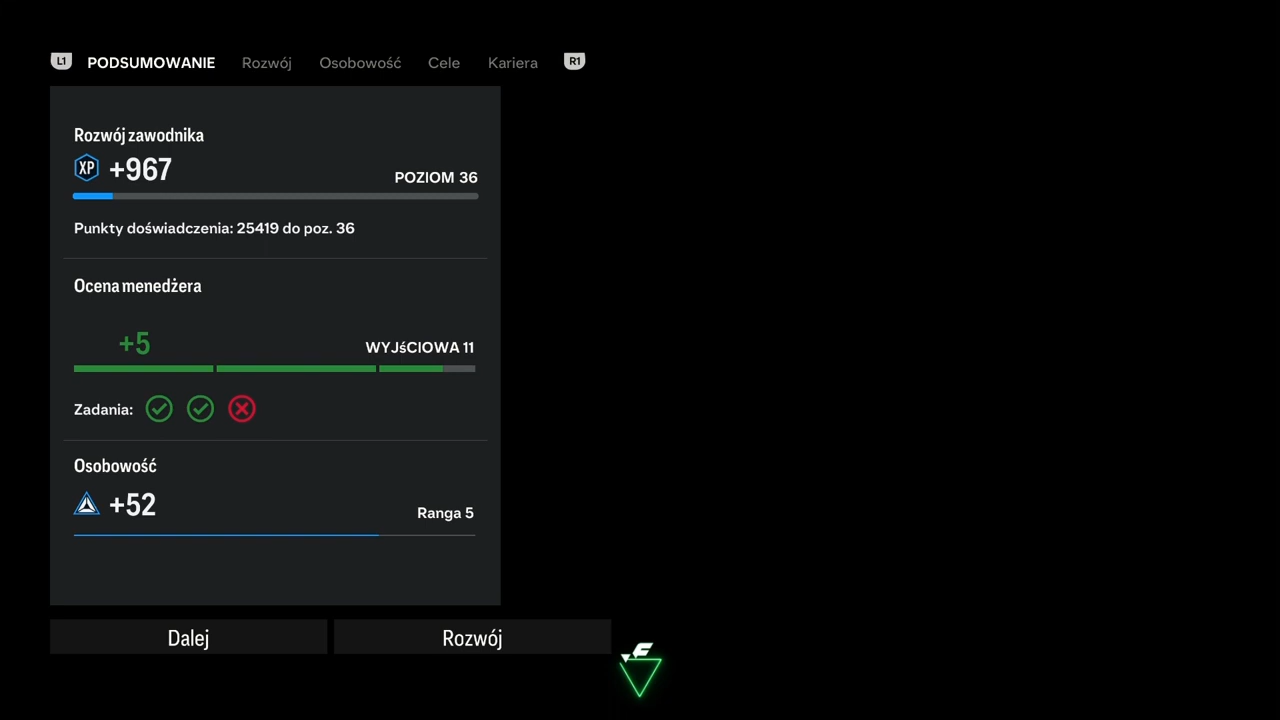 L1 PODSUMOWANIE Rozwój Osobowość Cele Kariera R1
Rozwój zawodnika
XP +967
POZIOM 36
Punkty doświadczenia: 25419 do poz. 36
Ocena menedżera
+5
WYJśCIOWA 11
Zadania:
Osobowość
+52
Ranga 5
Dalej Rozwój